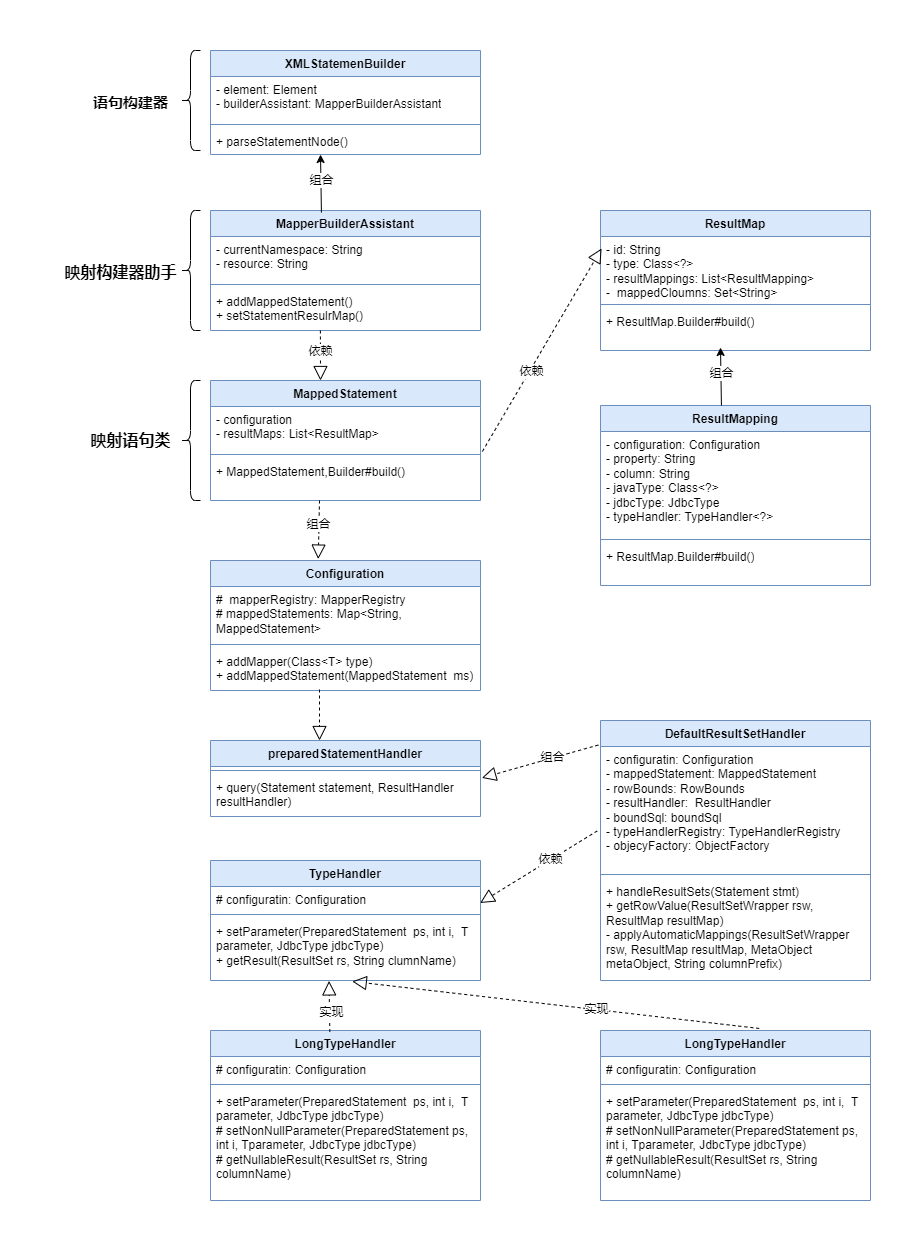 XMLStatemenBuilder
- element: Element
- builderAssistant: MapperBuilderAssistant
+ parseStatementNode()
语句构建器
组合
MapperBuilderAssistant
- currentNamespace: String
- resource: String
+ addMappedStatement()
+ setStatementResulrMap()
映射构建器助手
依赖
MappedStatement
- configuration
- resultMaps: List<ResultMap>
+ MappedStatement,Builder#build()
映射语句类
依赖
ResultMap
- id: String
- type: Class<?>
- resultMappings: List<ResultMapping>
-  mappedCloumns: Set<String>
+ ResultMap.Builder#build()
组合
ResultMapping
- configuration: Configuration
- property: String
- column: String
- javaType: Class<?>
- jdbcType: JdbcType
- typeHandler: TypeHandler<?>
+ ResultMap.Builder#build()
组合
Configuration
#  mapperRegistry: MapperRegistry
# mappedStatements: Map<String,
MappedStatement>
+ addMapper(Class<T> type)
+ addMappedStatement(MappedStatement  ms)
preparedStatementHandler
+ query(Statement statement, ResultHandler
resultHandler)
组合
DefaultResultSetHandler
- configuratin: Configuration
- mappedStatement: MappedStatement
- rowBounds: RowBounds
- resultHandler:  ResultHandler
- boundSql: boundSql
- typeHandlerRegistry: TypeHandlerRegistry
- objecyFactory: ObjectFactory
+ handleResultSets(Statement stmt)
+ getRowValue(ResultSetWrapper rsw,
ResultMap resultMap)
- applyAutomaticMappings(ResultSetWrapper
rsw, ResultMap resultMap, MetaObject
metaObject, String columnPrefix)
依赖
TypeHandler
# configuratin: Configuration
+ setParameter(PreparedStatement  ps, int i,  T
parameter, JdbcType jdbcType)
+ getResult(ResultSet rs, String clumnName)
实现
实现
LongTypeHandler
# configuratin: Configuration
+ setParameter(PreparedStatement  ps, int i,  T
parameter, JdbcType jdbcType)
# setNonNullParameter(PreparedStatement ps,
int i, Tparameter, JdbcType jdbcType)
# getNullableResult(ResultSet rs, String
columnName)
LongTypeHandler
# configuratin: Configuration
+ setParameter(PreparedStatement  ps, int i,  T
parameter, JdbcType jdbcType)
# setNonNullParameter(PreparedStatement ps,
int i, Tparameter, JdbcType jdbcType)
# getNullableResult(ResultSet rs, String
columnName)